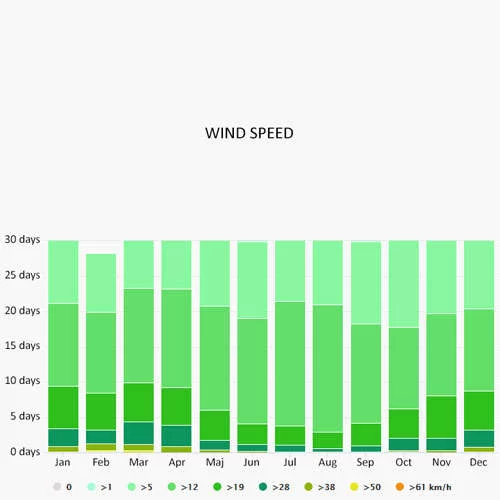 WIND SPEED
30 days
25 days
20 days
15 days
10 days
5 days
0 days
Jan Feb Mar Apr Maj Jun Jul Aug Sep Oct Nov Dec
0 >1 >5 >12 >19 >28 >38 >50 >61 km/h